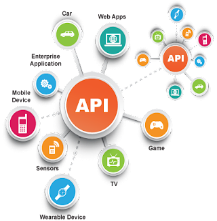 Car
Web Apps
Enterprise
Application
API
Mobile
Device
API
Game
Sensors
TV
Wearable Device